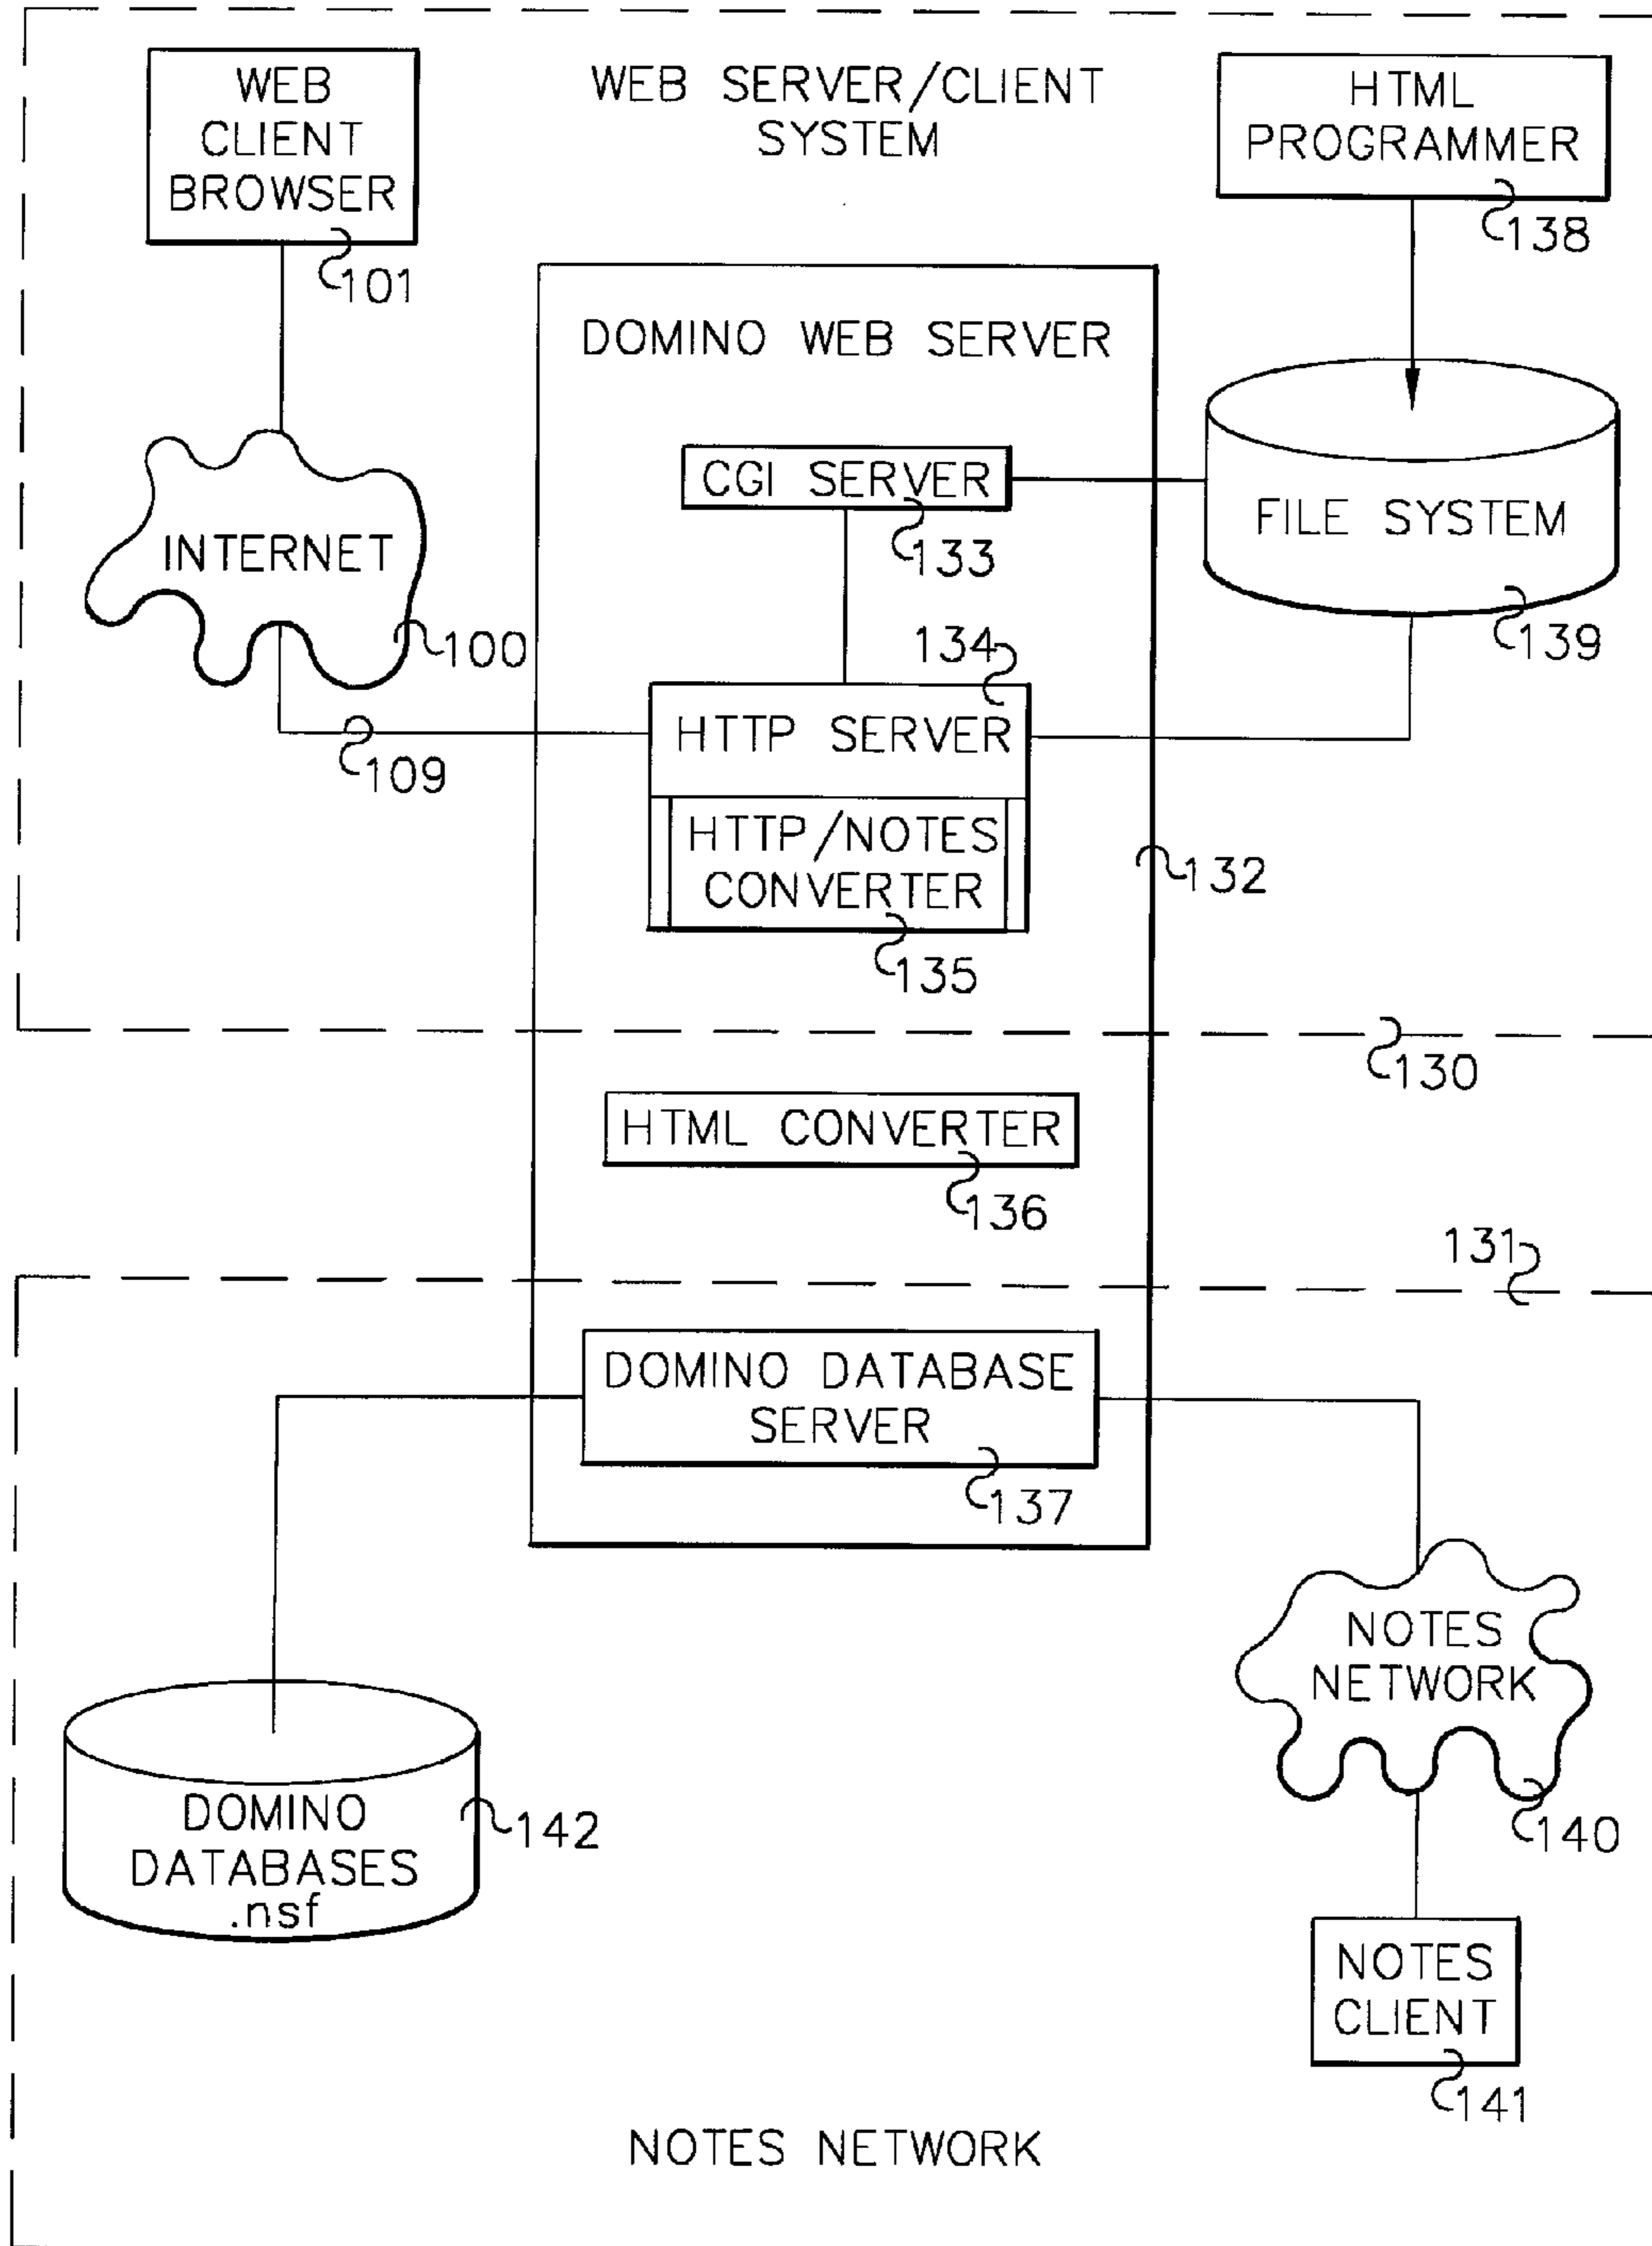 WEB
CLIENT
BROWSER
101
WEB SERVER/CLIENT
SYSTEM
HTML
PROGRAMMER
138
DOMINO WEB SERVER
CGI SERVER
133
FILE SYSTEM
139
INTERNET
100
134
HTTP SERVER
109
HTTP/NOTES
CONVERTER
135
132
130
HTML CONVERTER
136
131
DOMINO DATABASE
SERVER
137
NOTES
NETWORK
140
DOMINO
DATABASES
.nsf
142
NOTES
CLIENT
141
NOTES NETWORK